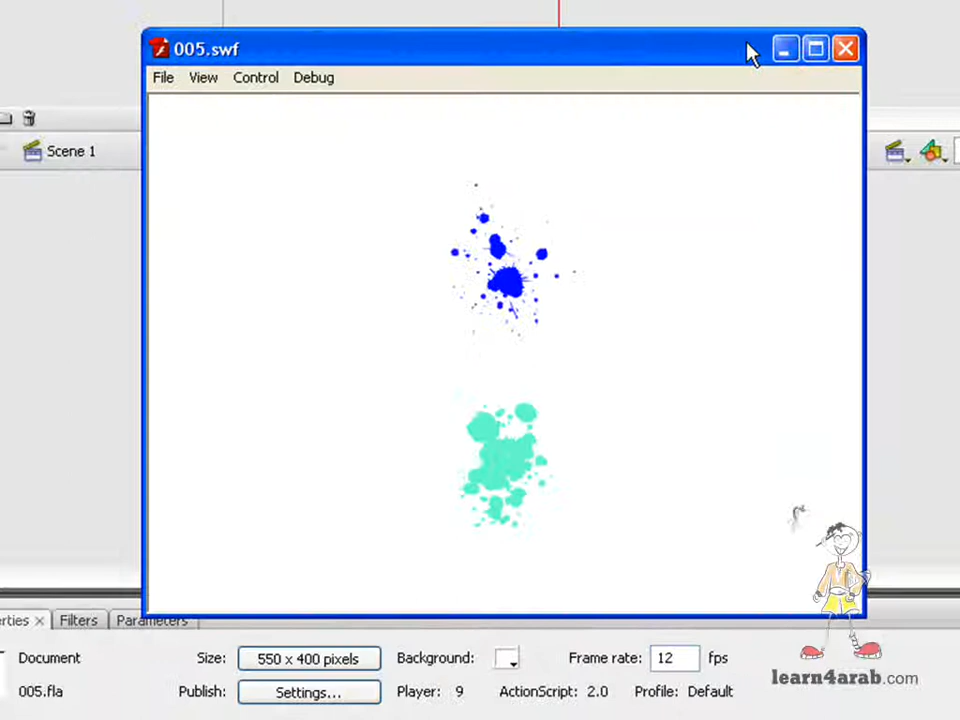 005.swf
File View Control Debug
Scene 1
erties × Filters Parameters
Document Size: 550 x 400 pixels Background: Frame rate: 12 fps
005.fla Publish: Settings... Player: 9 ActionScript: 2.0 Profile: Default
learn4arab.com